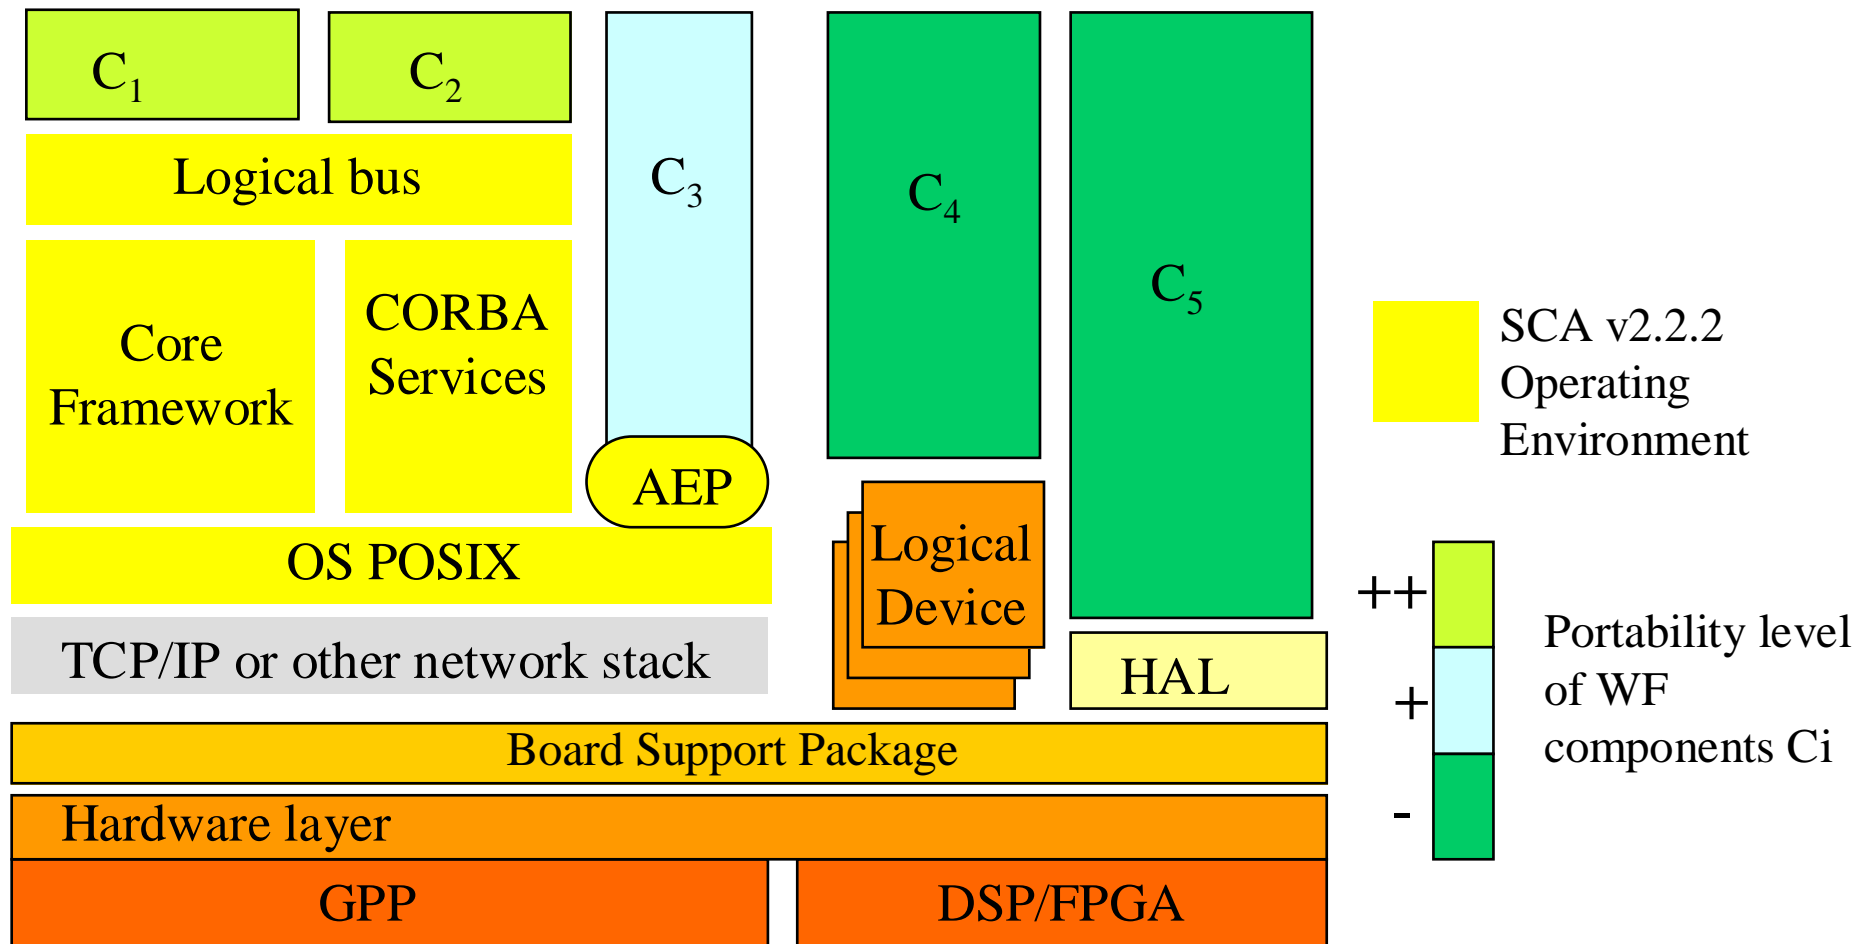 C₁
C₂
C₃
C₄
C₅
Logical bus
Core
Framework
CORBA
Services
AEP
OS POSIX
TCP/IP or other network stack
Logical
Device
HAL
Board Support Package
Hardware layer
GPP
DSP/FPGA
SCA v2.2.2
Operating
Environment
++
+
-
Portability level
of WF
components Ci